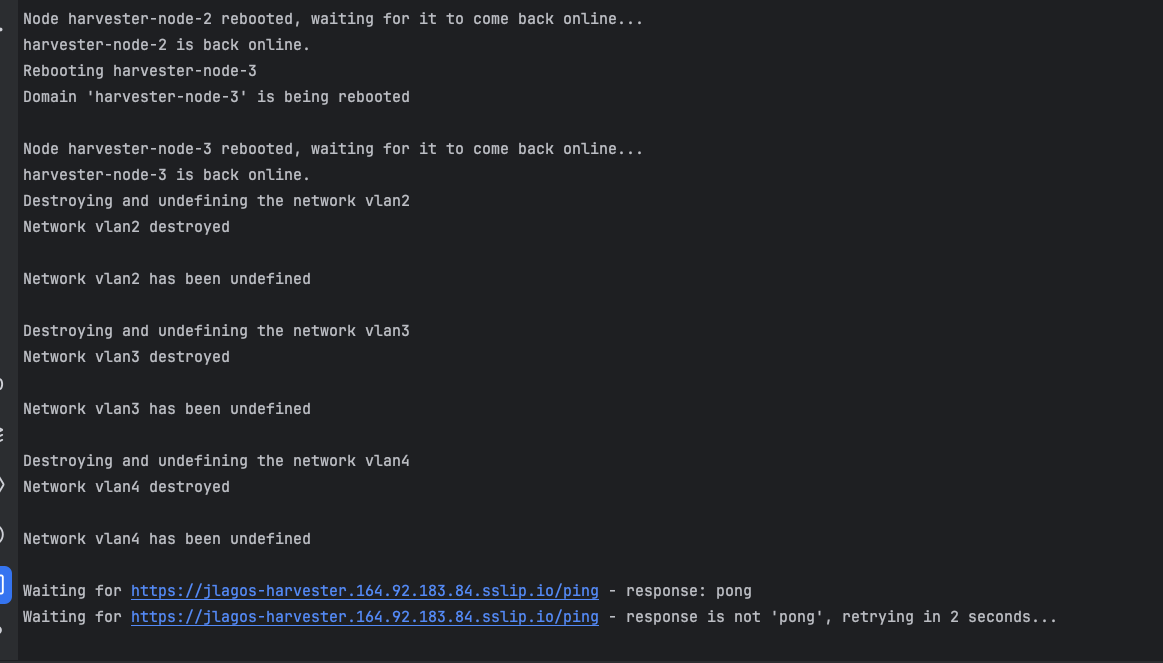 Node harvester-node-2 rebooted, waiting for it to come back online...
harvester-node-2 is back online.
Rebooting harvester-node-3
Domain 'harvester-node-3' is being rebooted
Node harvester-node-3 rebooted, waiting for it to come back online...
harvester-node-3 is back online.
Destroying and undefining the network vlan2
Network vlan2 destroyed
Network vlan2 has been undefined
Destroying and undefining the network vlan3
Network vlan3 destroyed
Network vlan3 has been undefined
Destroying and undefining the network vlan4
Network vlan4 destroyed
Network vlan4 has been undefined
Waiting for https://jlagos-harvester.164.92.183.84.sslip.io/ping - response: pong
Waiting for https://jlagos-harvester.164.92.183.84.sslip.io/ping - response is not 'pong', retrying in 2 seconds...